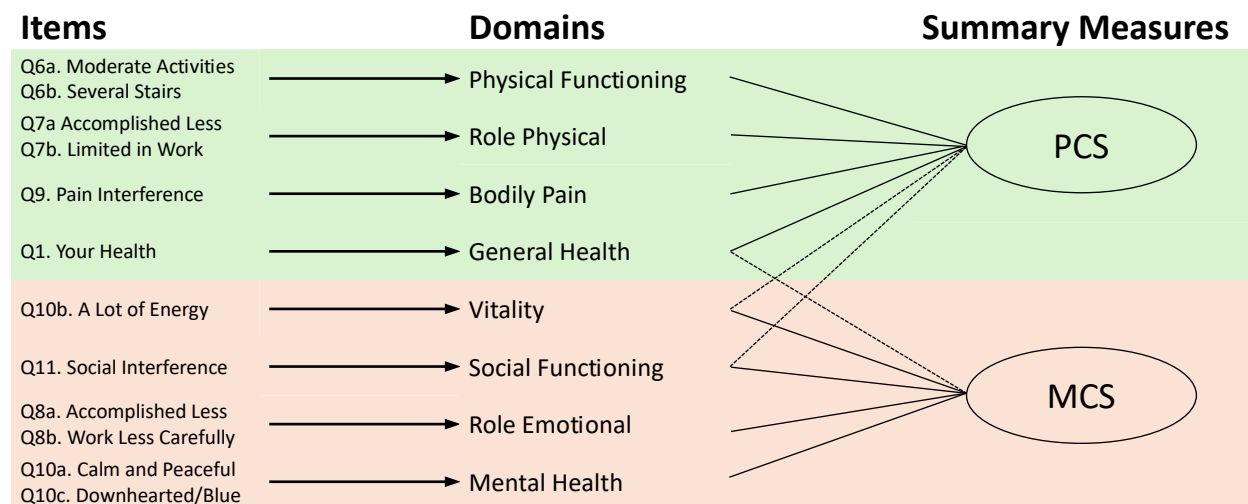 Items Domains Summary Measures
Q6a. Moderate Activities
Q6b. Several Stairs
Physical Functioning
Q7a Accomplished Less
Q7b. Limited in Work
Role Physical
PCS
Q9. Pain Interference
Bodily Pain
Q1. Your Health
General Health
Q10b. A Lot of Energy
Vitality
Q11. Social Interference
Social Functioning
MCS
Q8a. Accomplished Less
Q8b. Work Less Carefully
Role Emotional
Q10a. Calm and Peaceful
Q10c. Downhearted/Blue
Mental Health